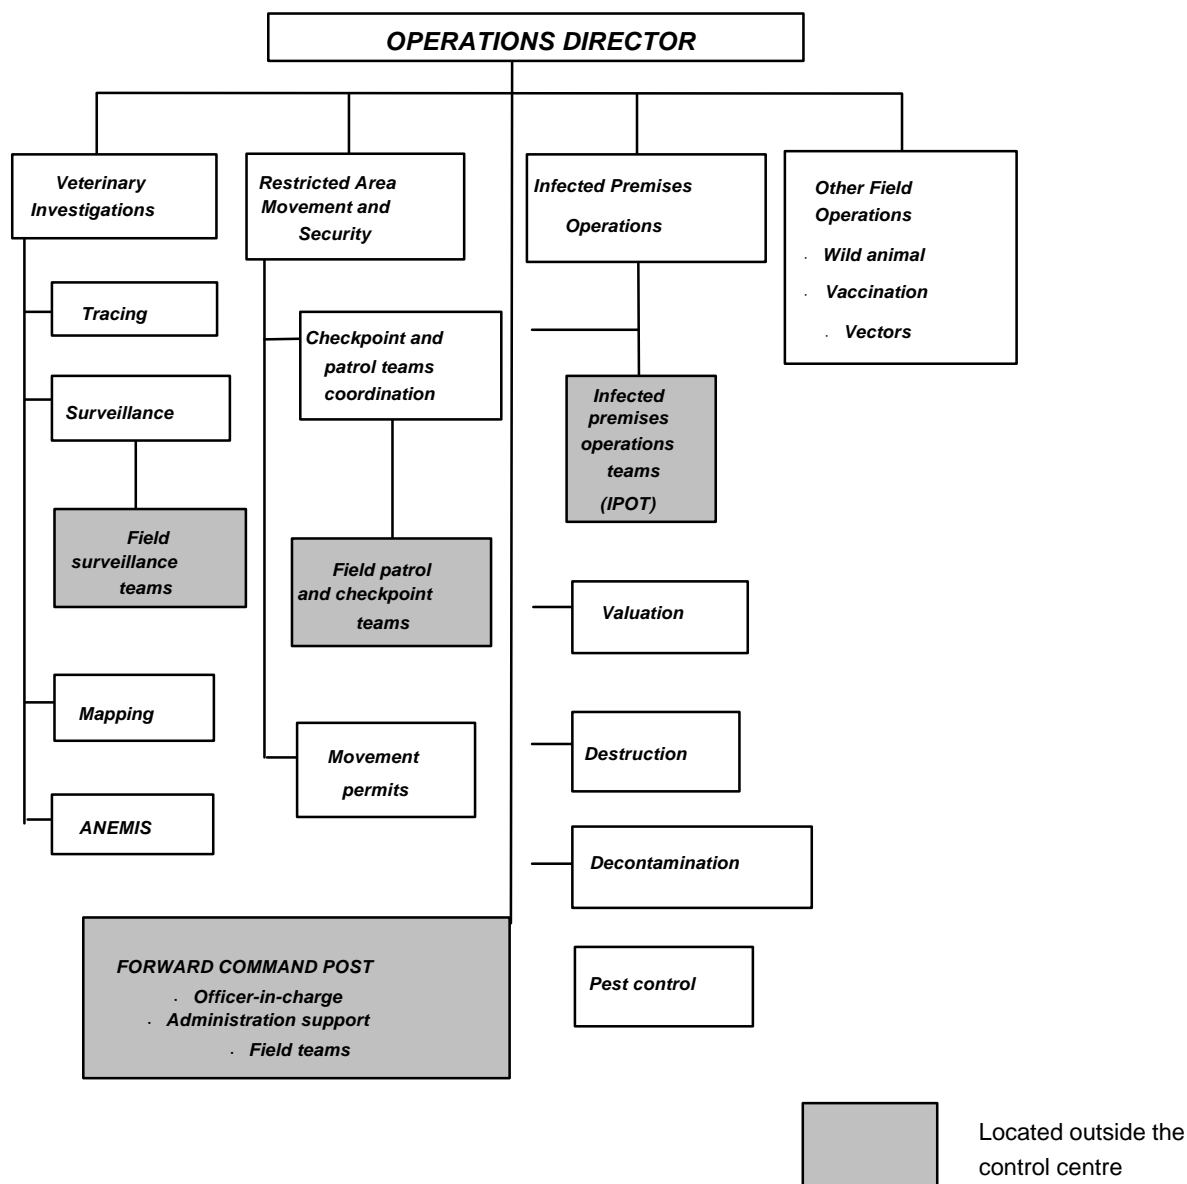 OPERATIONS DIRECTOR
Veterinary
Investigations
Tracing
Surveillance
Field
surveillance
teams
Mapping
ANEMIS
Restricted Area
Movement and
Security
Checkpoint and
patrol teams
coordination
Field patrol
and checkpoint
teams
Movement
permits
FORWARD COMMAND POST
· Officer-in-charge
· Administration support
· Field teams
Infected Premises
Operations
Infected
premises
operations
teams
(IPOT)
Valuation
Destruction
Decontamination
Pest control
Other Field
Operations
· Wild animal
· Vaccination
· Vectors
Located outside the
control centre